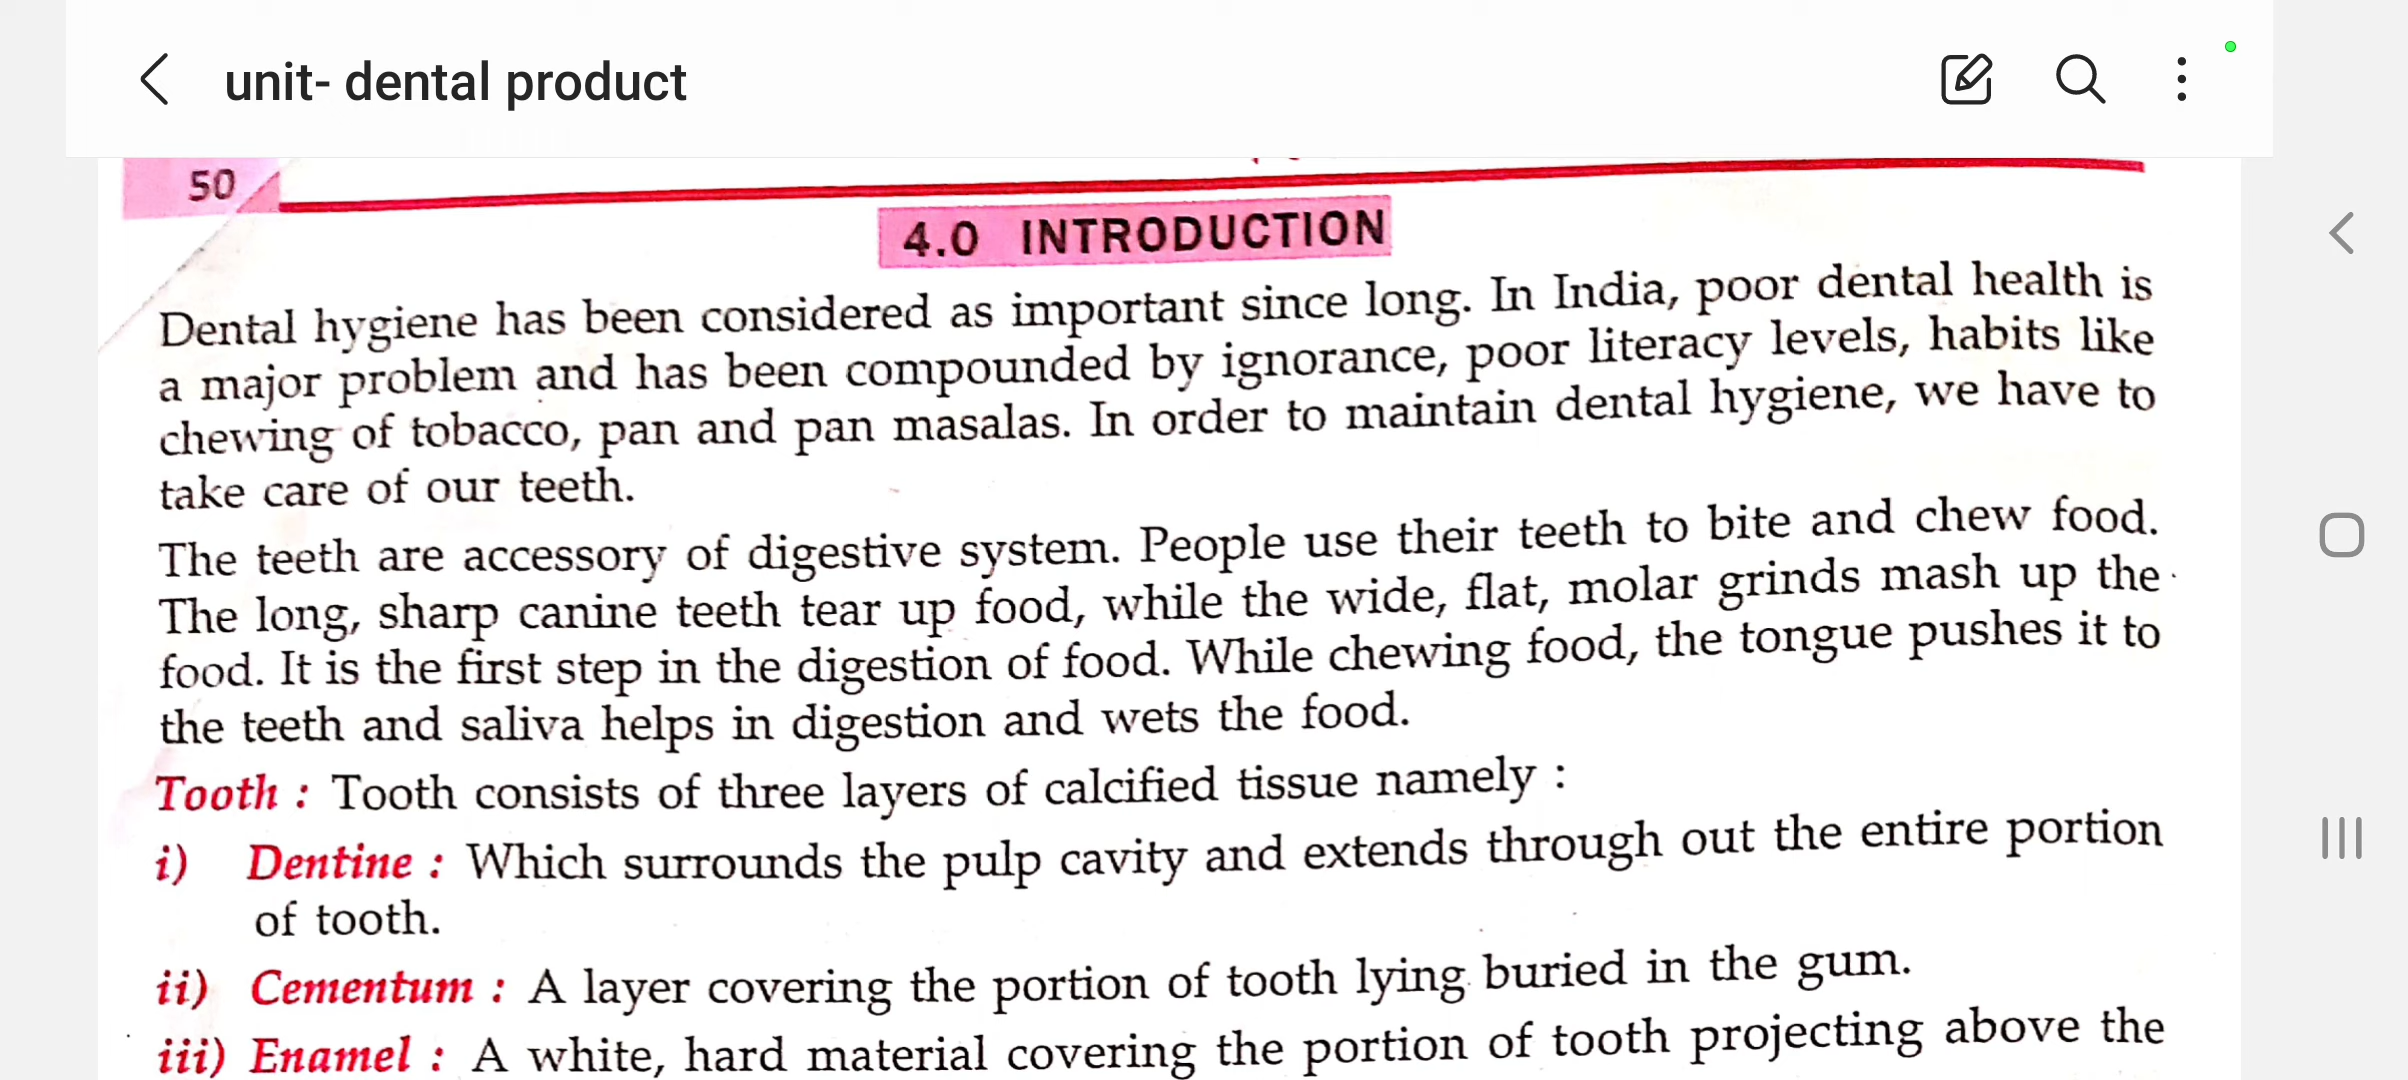 unit- dental product
50
4.0 INTRODUCTION
Dental hygiene has been considered as important since long. In India, poor dental health is
a major problem and has been compounded by ignorance, poor literacy levels, habits like
chewing of tobacco, pan and pan masalas. In order to maintain dental hygiene, we have to
take care of our teeth.
The teeth are accessory of digestive system. People use their teeth to bite and chew food.
The long, sharp canine teeth tear up food, while the wide, flat, molar grinds mash up the
food. It is the first step in the digestion of food. While chewing food, the tongue pushes it to
the teeth and saliva helps in digestion and wets the food.
Tooth : Tooth consists of three layers of calcified tissue namely :
i) Dentine : Which surrounds the pulp cavity and extends through out the entire portion
of tooth.
ii) Cementum : A layer covering the portion of tooth lying buried in the gum.
iii) Enamel : A white, hard material covering the portion of tooth projecting above the